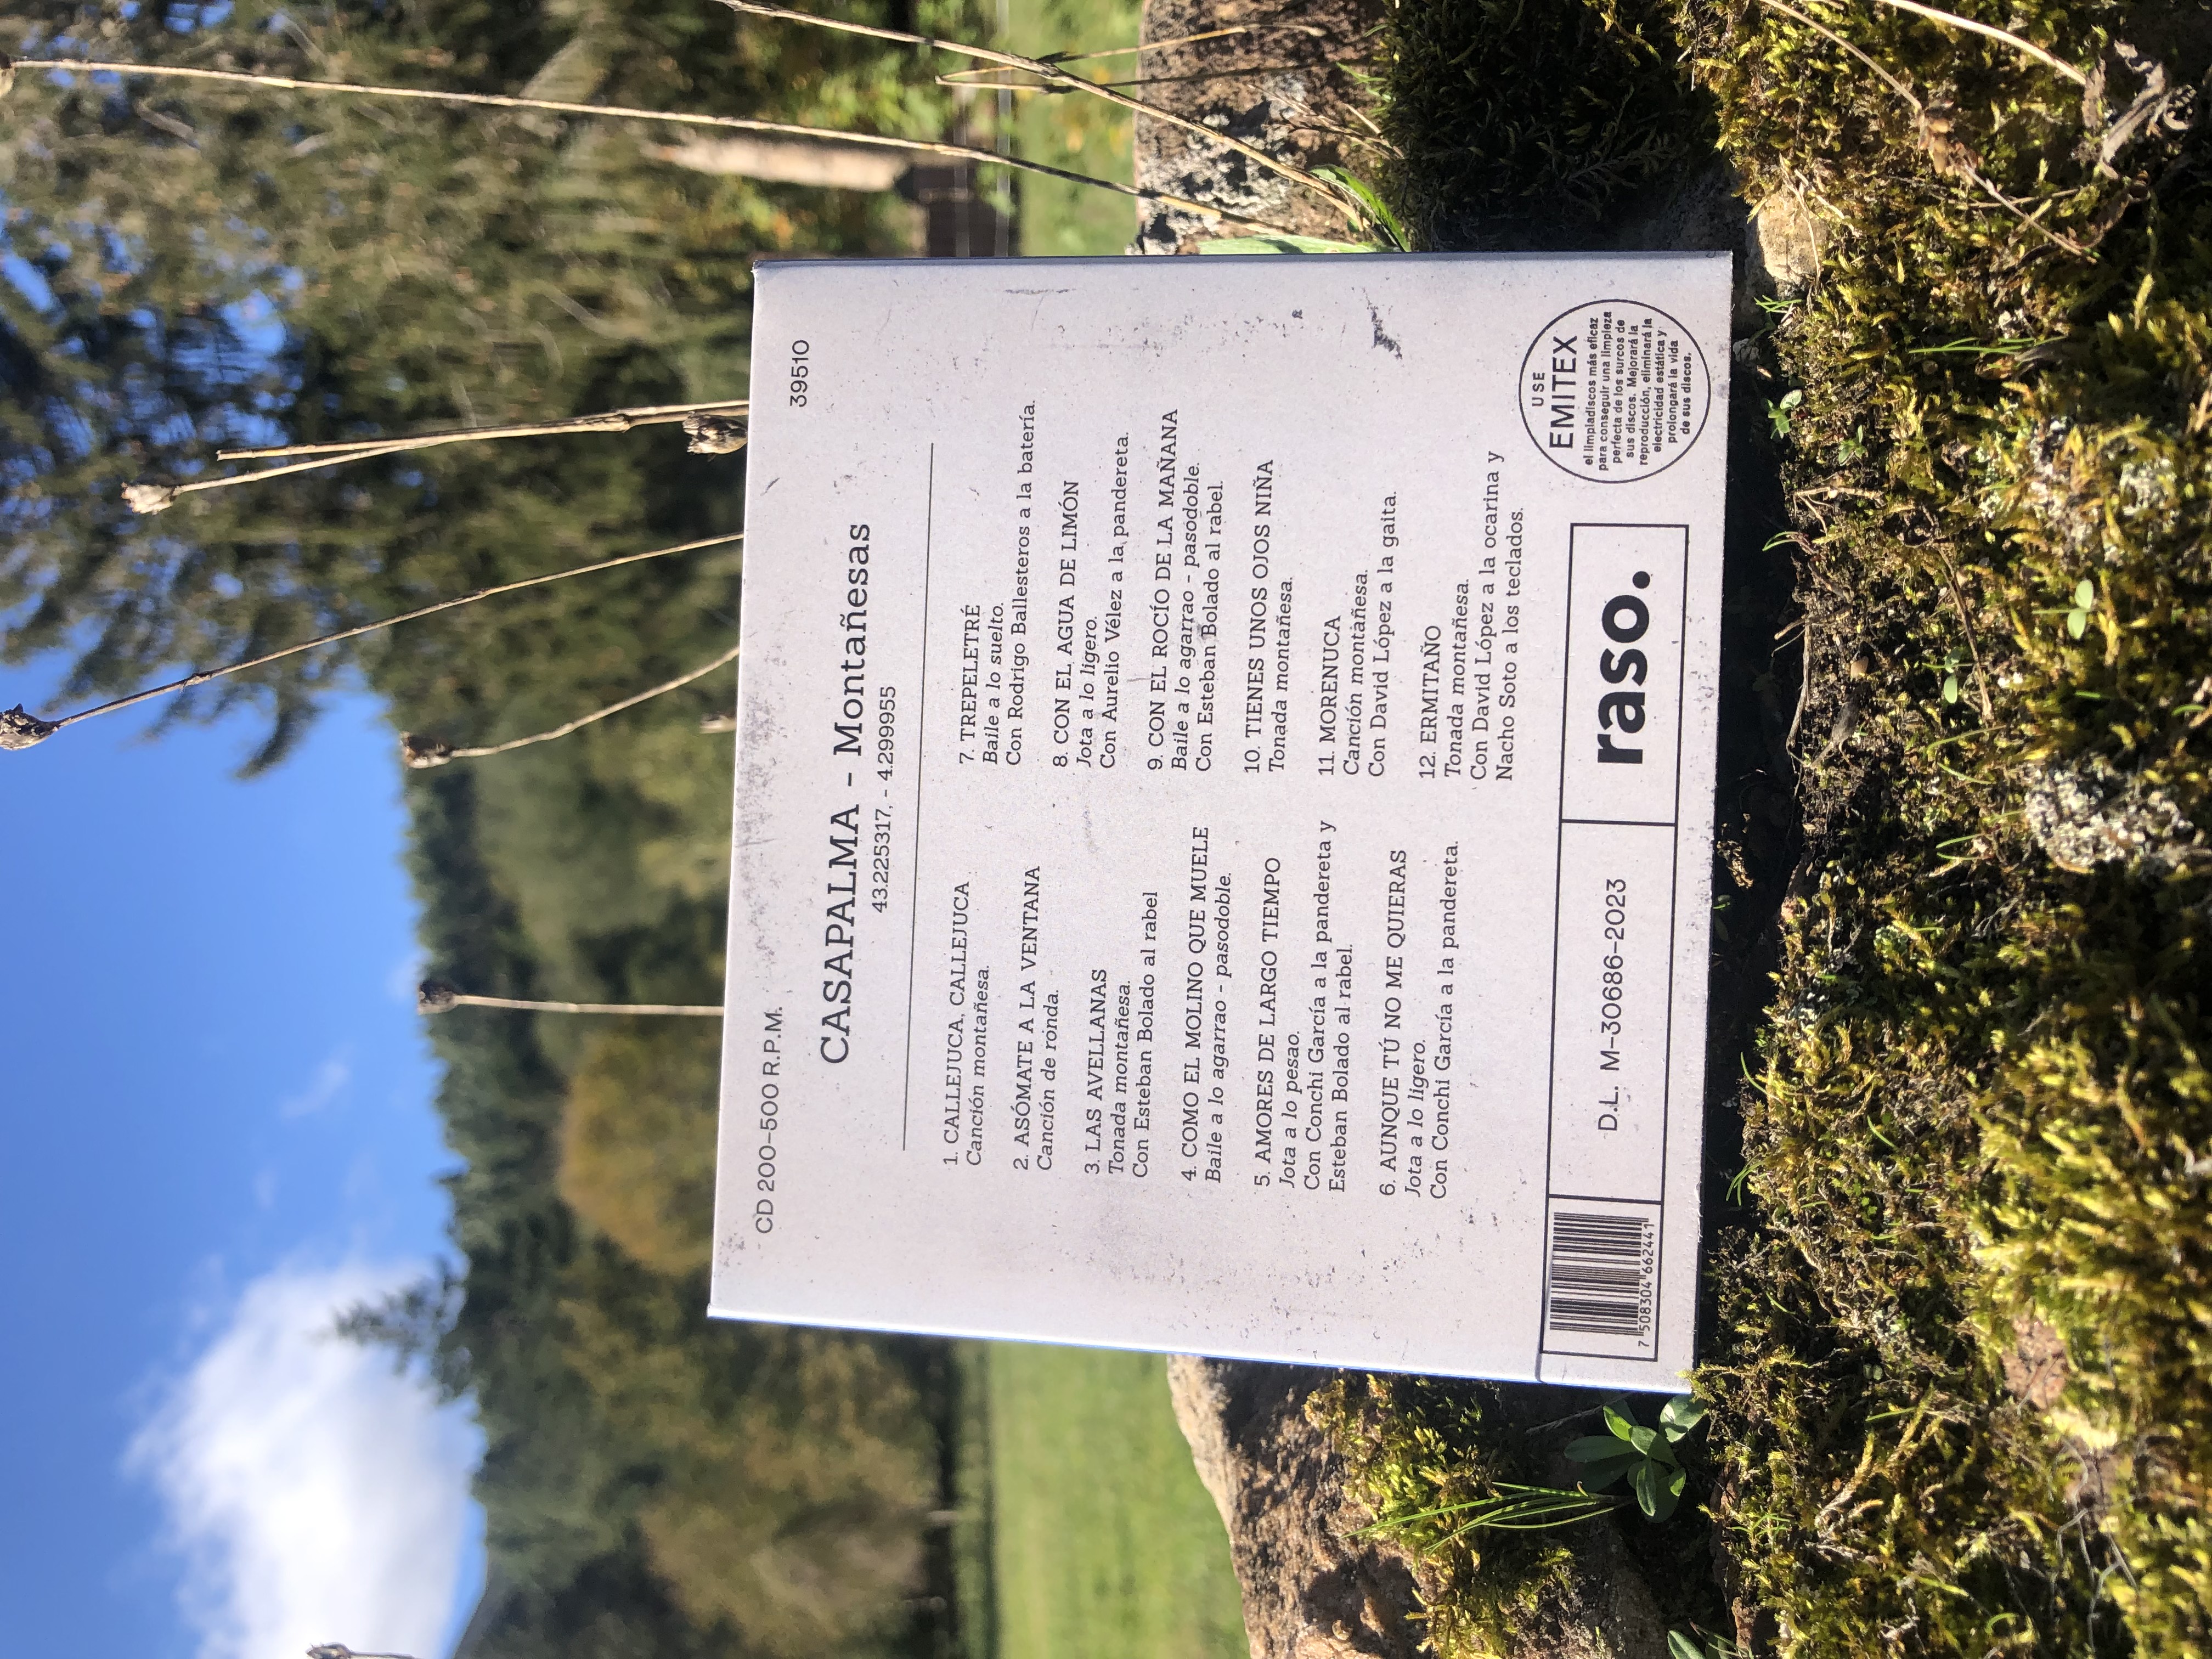 CD 200-500 R.P.M.
39510
CASAPALMA - Montañesas
43.225317, - 4.299955
1. CALLEJUCA, CALLEJUCA
Canción montañesa.
2. ASÓMATE A LA VENTANA
Canción de ronda.
3. LAS AVELLANAS
Tonada montañesa.
Con Esteban Bolado al rabel
4. COMO EL MOLINO QUE MUELE
Baile a lo agarrao - pasodoble.
5. AMORES DE LARGO TIEMPO
Jota a lo pesao.
Con Conchi García a la pandereta y
Esteban Bolado al rabel.
6. AUNQUE TÚ NO ME QUIERAS
Jota a lo ligero.
Con Conchi García a la pandereta.
7. TREPELETRÉ
Baile a lo suelto.
Con Rodrigo Ballesteros a la batería.
8. CON EL AGUA DE LIMÓN
Jota a lo ligero.
Con Aurelio Vélez a la pandereta.
9. CON EL ROCÍO DE LA MAÑANA
Baile a lo agarrao - pasodoble.
Con Esteban Bolado al rabel.
10. TIENES UNOS OJOS NIÑA
Tonada montañesa.
11. MORENUCA
Canción montañesa.
Con David López a la gaita.
12. ERMITAÑO
Tonada montañesa.
Con David López a la ocarina y
Nacho Soto a los teclados.
7 508304 662441
D.L. M-30686-2023
raso.
USE
EMITEX
el limpiadiscos más eficaz
para conseguir una limpieza
perfecta de los surcos de
sus discos. Mejorará la
reproducción, eliminará la
electricidad estática y
prolongará la vida
de sus discos.